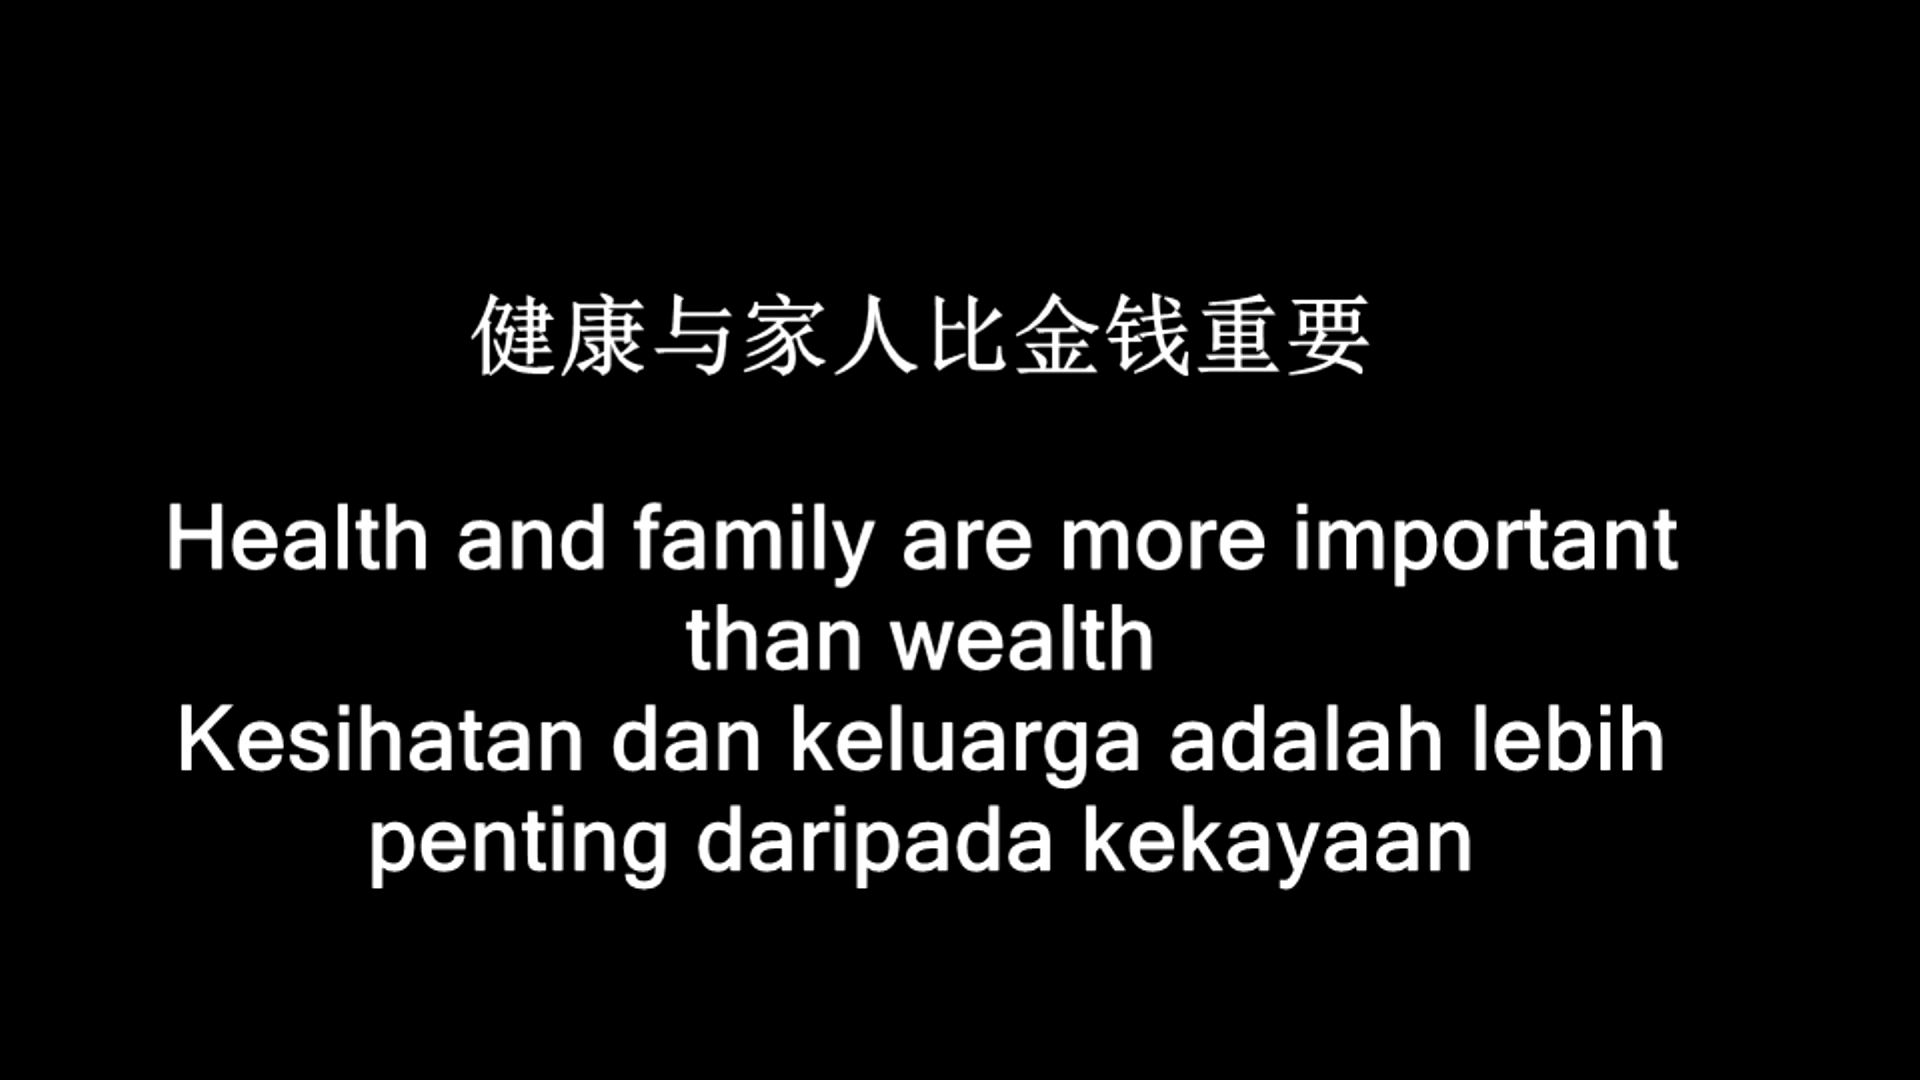 健康与家人比金钱重要
Health and family are more important
than wealth
Kesihatan dan keluarga adalah lebih
penting daripada kekayaan